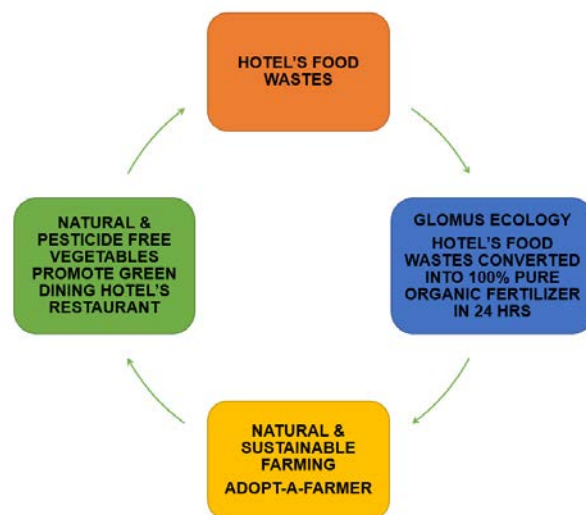 HOTEL'S FOOD
WASTES
GLOMUS ECOLOGY
HOTEL'S FOOD
WASTES CONVERTED
INTO 100% PURE
ORGANIC FERTILIZER
IN 24 HRS
NATURAL &
SUSTAINABLE
FARMING
ADOPT-A-FARMER
NATURAL &
PESTICIDE FREE
VEGETABLES
PROMOTE GREEN
DINING HOTEL'S
RESTAURANT